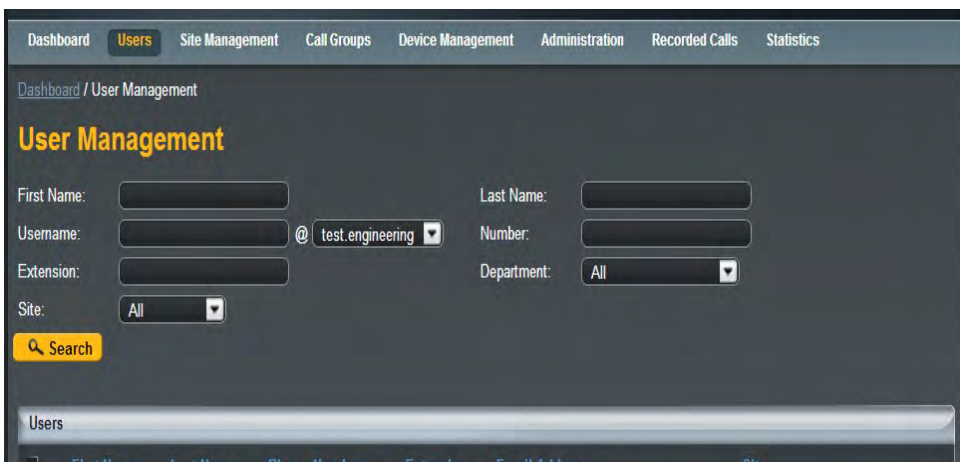 Dashboard Users Site Management Call Groups Device Management Administration Recorded Calls Statistics
Dashboard / User Management
User Management
First Name: Last Name:
Username: @ test.engineering Number:
Extension: Department: All
Site: All
Search
Users